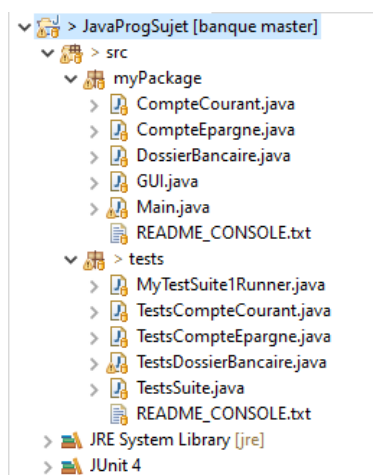 > JavaProgSujet [banque master]
> src
myPackage
CompteCourant.java
CompteEpargne.java
DossierBancaire.java
GUI.java
Main.java
README_CONSOLE.txt
> tests
MyTestSuite1Runner.java
TestsCompteCourant.java
TestsCompteEpargne.java
TestsDossierBancaire.java
TestsSuite.java
README_CONSOLE.txt
JRE System Library [jre]
JUnit 4